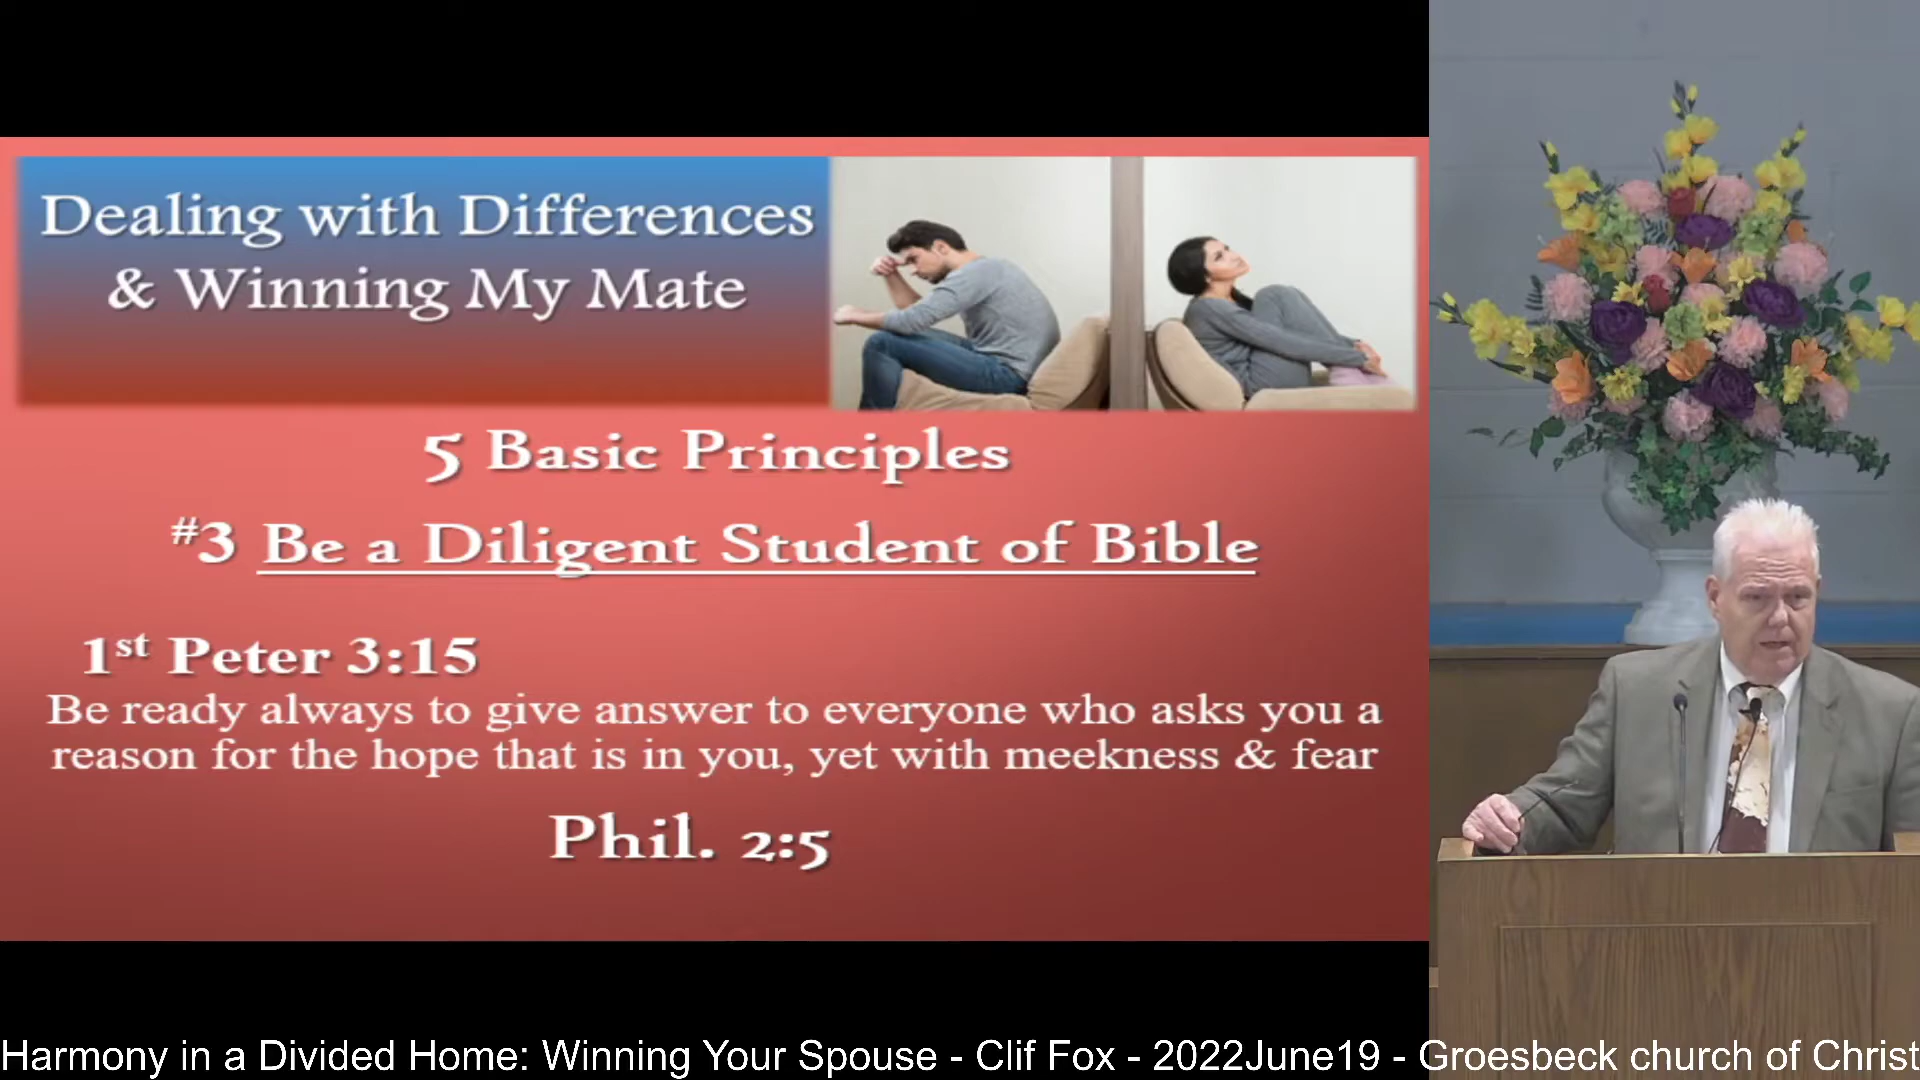 Dealing with Differences
& Winning My Mate
5 Basic Principles
#3 Be a Diligent Student of Bible
1st Peter 3:15
Be ready always to give answer to everyone who asks you a
reason for the hope that is in you, yet with meekness & fear
Phil. 2:5
Harmony in a Divided Home: Winning Your Spouse - Clif Fox - 2022June19 - Groesbeck church of Christ